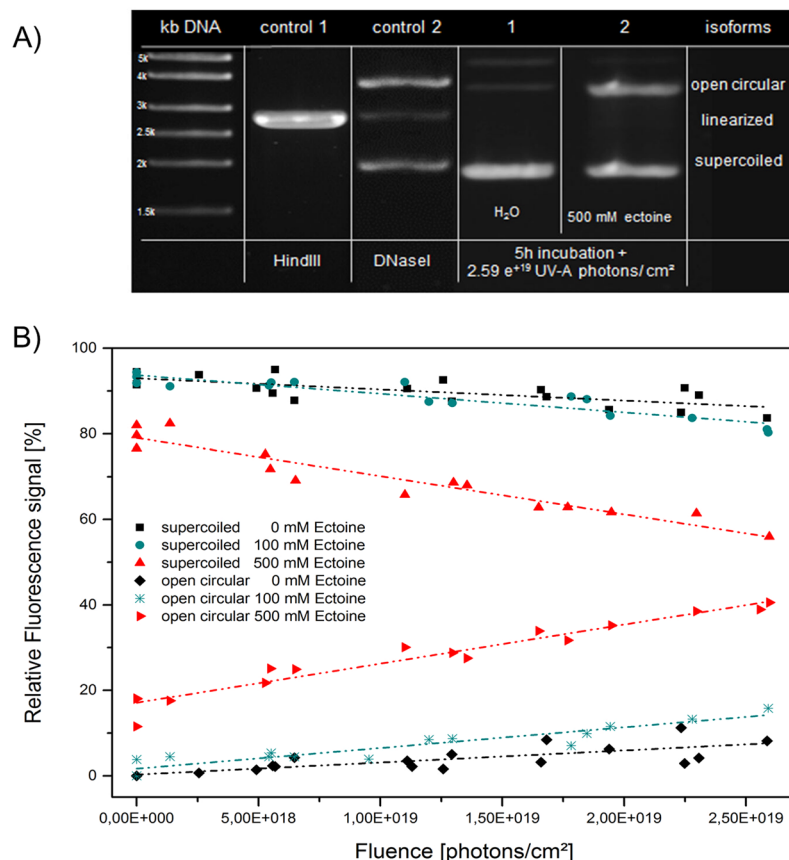 A)
kb DNA control 1 control 2 1 2 isoforms
5k
4k
3k
2.5k
2k
1.5k
open circular
linearized
supercoiled
H₂O 500 mM ectoine
HindIII DNaseI 5h incubation +
2.59 e⁺¹⁹ UV-A photons/cm²
B)
Relative Fluorescence signal [%]
100
80
60
40
20
0
supercoiled 0 mM Ectoine
supercoiled 100 mM Ectoine
supercoiled 500 mM Ectoine
open circular 0 mM Ectoine
open circular 100 mM Ectoine
open circular 500 mM Ectoine
0,00E+000 5,00E+018 1,00E+019 1,50E+019 2,00E+019 2,50E+019
Fluence [photons/cm²]